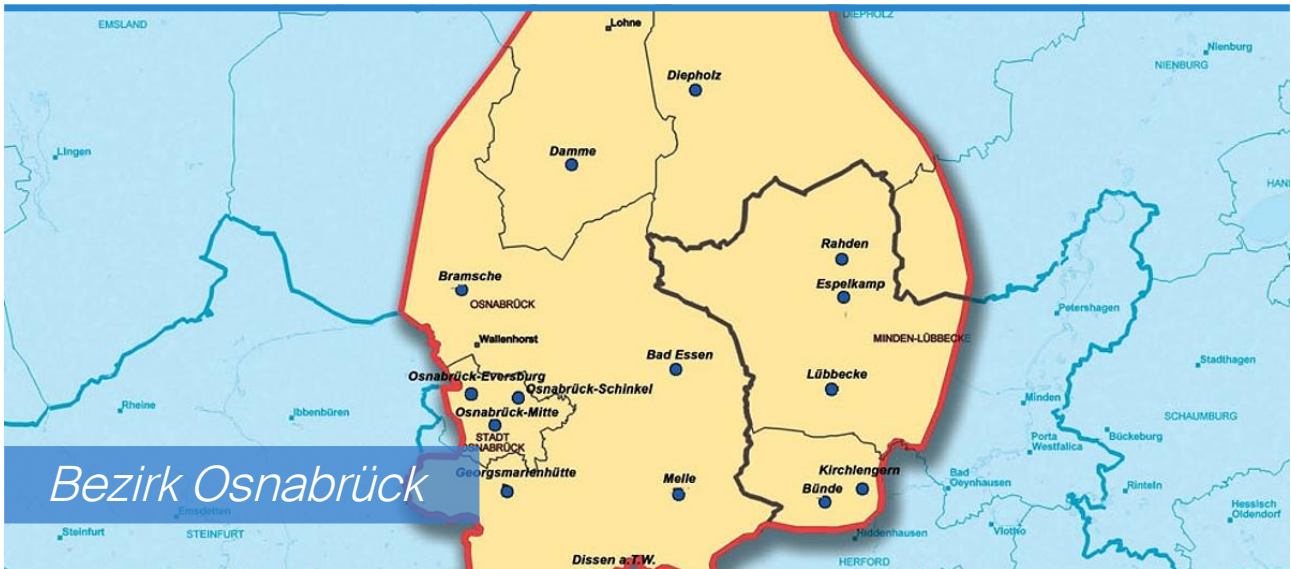 EMSLAND
Lohne
DIEPHOLZ
Nienburg
NIENBURG
Diepholz
Lingen
Damme
HAN
Rahden
Bramsche
OSNABRÜCK
Espelkamp
Petershagen
Wallenhorst
MINDEN-LÜBBECKE
Bad Essen
Stadthagen
Osnabrück-Eversburg
Osnabrück-Schinkel
Lübbecke
Rheine
Ibbenbüren
Osnabrück-Mitte
Minden
SCHAUMBURG
STADT
OSNABRÜCK
Porta
Westfalica
Bückeburg
Georgsmarienhütte
Melle
Kirchlengern
Bünde
Bad
Oeynhausen
Rinteln
Bezirk Osnabrück
Hessisch
Oldendorf
Emsdetten
Steinfurt
STEINFURT
Hiddenhausen
Vlotho
Dissen a.T.W.
HERFORD